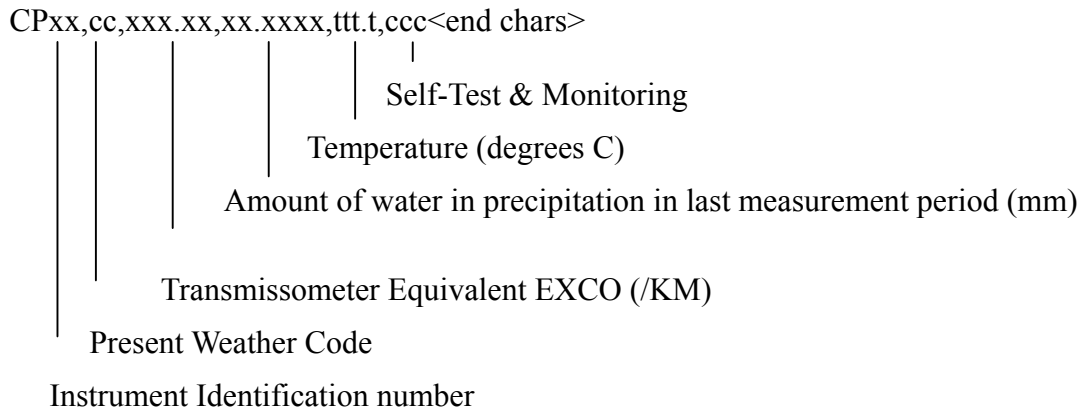 CPxx,cc,xxx.xx,xx.xxxx,ttt.t,ccc<end chars>
Self-Test & Monitoring
Temperature (degrees C)
Amount of water in precipitation in last measurement period (mm)
Transmissometer Equivalent EXCO (/KM)
Present Weather Code
Instrument Identification number